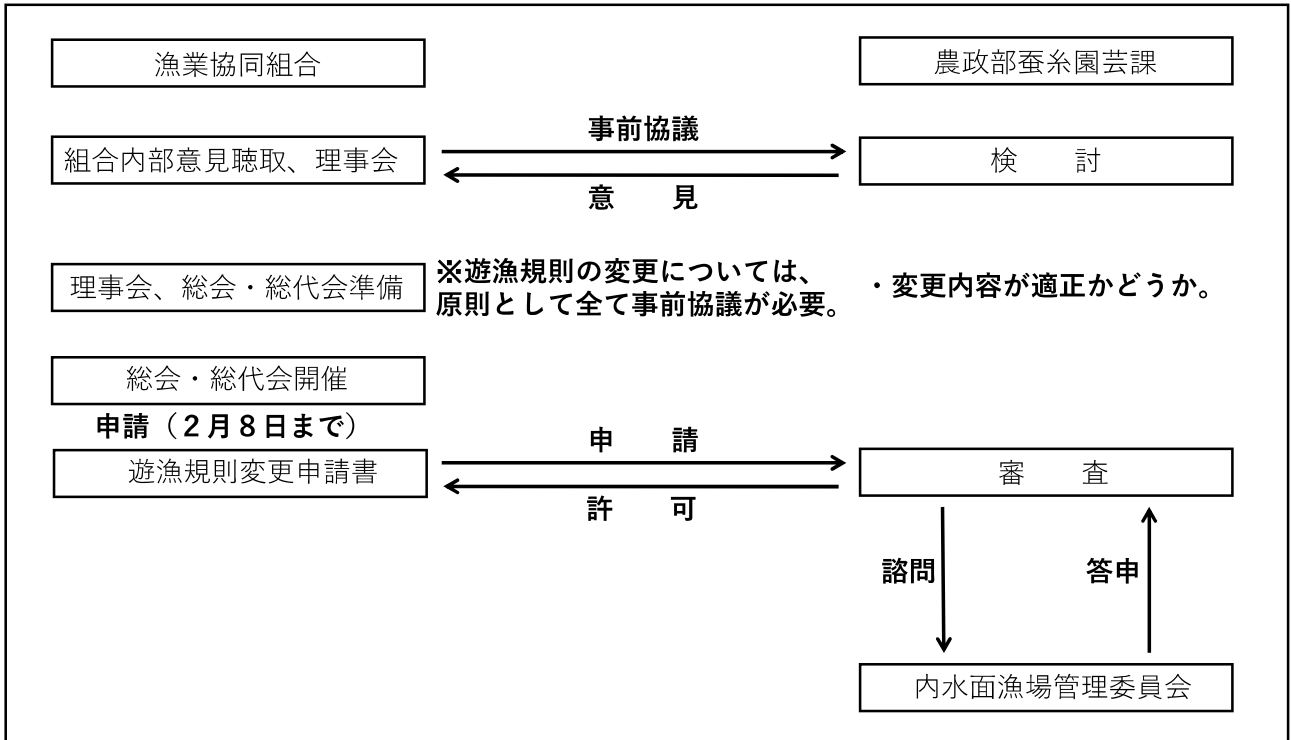 漁業協同組合
農政部蚕糸園芸課
事前協議
組合内部意見聴取、理事会
検　　討
意　　見
理事会、総会・総代会準備
※遊漁規則の変更については、
原則として全て事前協議が必要。
・変更内容が適正かどうか。
総会・総代会開催
申請（２月８日まで）
申　　請
遊漁規則変更申請書
審　　査
許　　可
諮問
答申
内水面漁場管理委員会